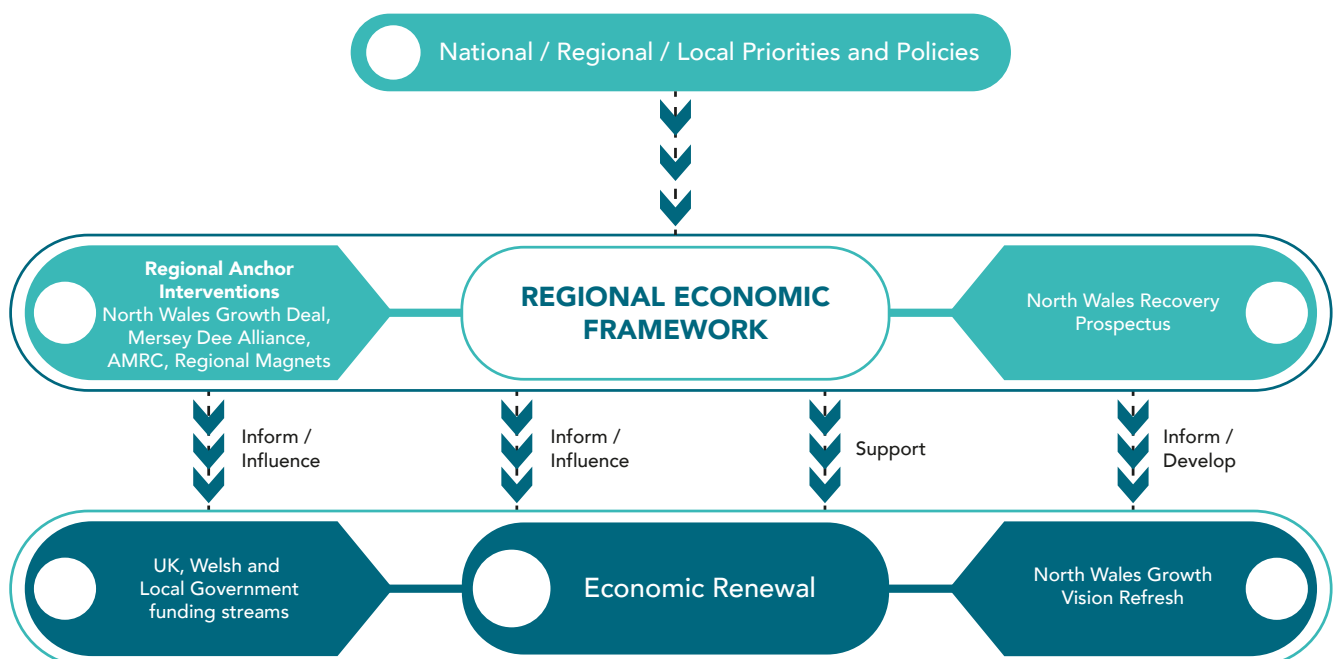 National / Regional / Local Priorities and Policies
Regional Anchor
Interventions
North Wales Growth Deal,
Mersey Dee Alliance,
AMRC, Regional Magnets
REGIONAL ECONOMIC
FRAMEWORK
North Wales Recovery
Prospectus
Inform /
Influence
Inform /
Influence
Support
Inform /
Develop
UK, Welsh and
Local Government
funding streams
Economic Renewal
North Wales Growth
Vision Refresh